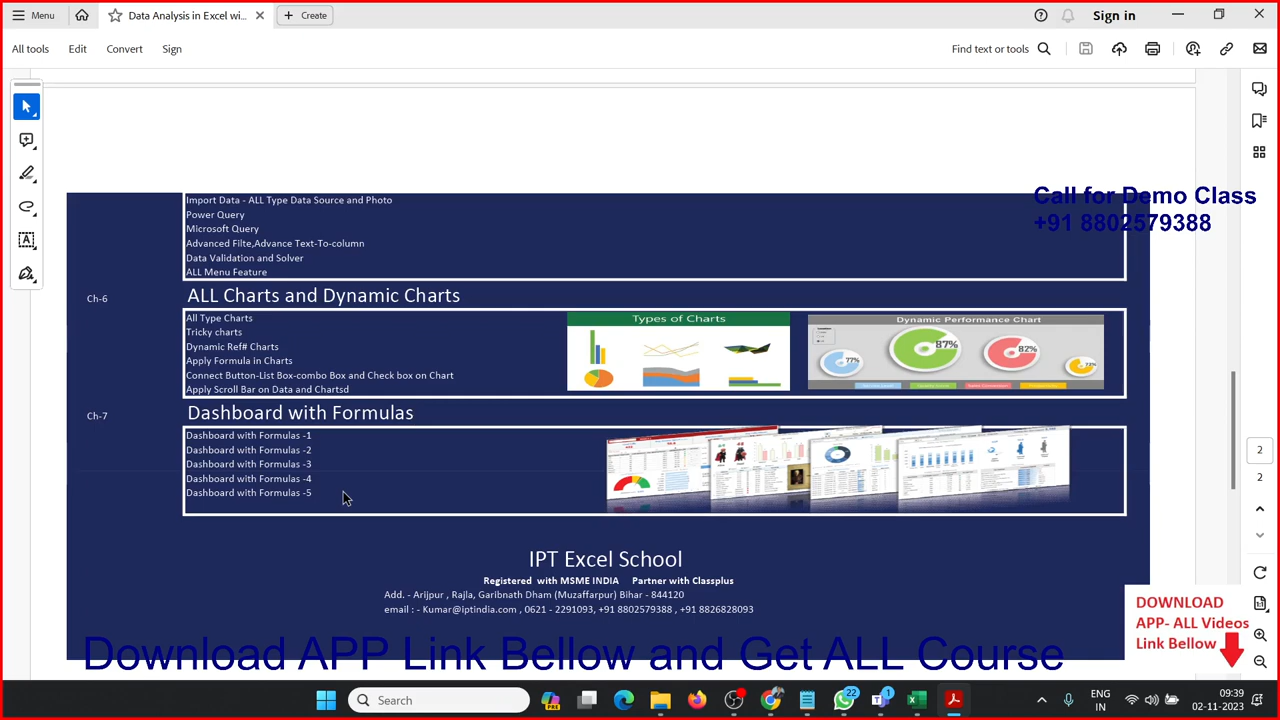 Menu
Data Analysis in Excel wi...
Create
Sign in
All tools
Edit
Convert
Sign
Find text or tools
Import Data - ALL Type Data Source and Photo
Power Query
Microsoft Query
Advanced Filte,Advance Text-To-column
Data Validation and Solver
ALL Menu Feature
Call for Demo Class
+91 8802579388
Ch-6
ALL Charts and Dynamic Charts
All Type Charts
Tricky charts
Dynamic Ref# Charts
Apply Formula in Charts
Connect Button-List Box-combo Box and Check box on Chart
Apply Scroll Bar on Data and Chartsd
Types of Charts
Dynamic Performance Chart
77%
87%
82%
Ch-7
Dashboard with Formulas
Dashboard with Formulas -1
Dashboard with Formulas -2
Dashboard with Formulas -3
Dashboard with Formulas -4
Dashboard with Formulas -5
2
2
IPT Excel School
Registered with MSME INDIA Partner with Classplus
Add. - Arijpur , Rajla, Garibnath Dham (Muzaffarpur) Bihar - 844120
email : - Kumar@iptindia.com , 0621 - 2291093, +91 8802579388 , +91 8826828093
Download APP Link Bellow and Get ALL Course
DOWNLOAD
APP- ALL Videos
Link Bellow
Search
22
1
ENG
IN
09:39
02-11-2023